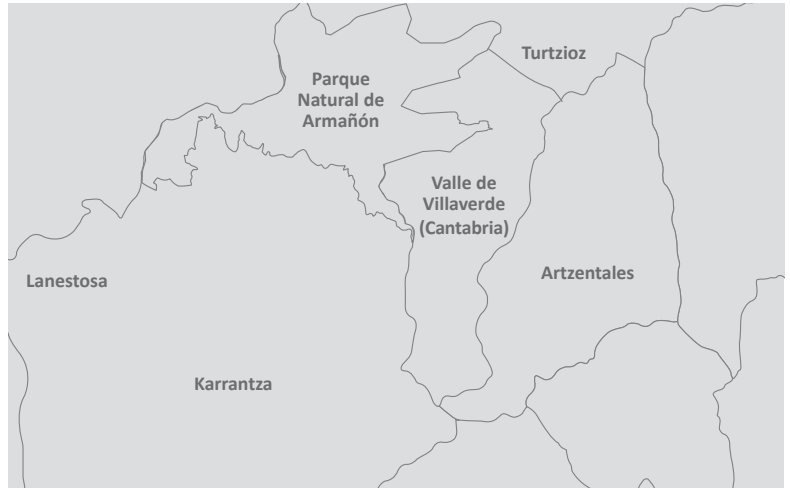 Turtzioz
Parque
Natural de
Armañón
Valle de
Villaverde
(Cantabria)
Lanestosa
Artzentales
Karrantza